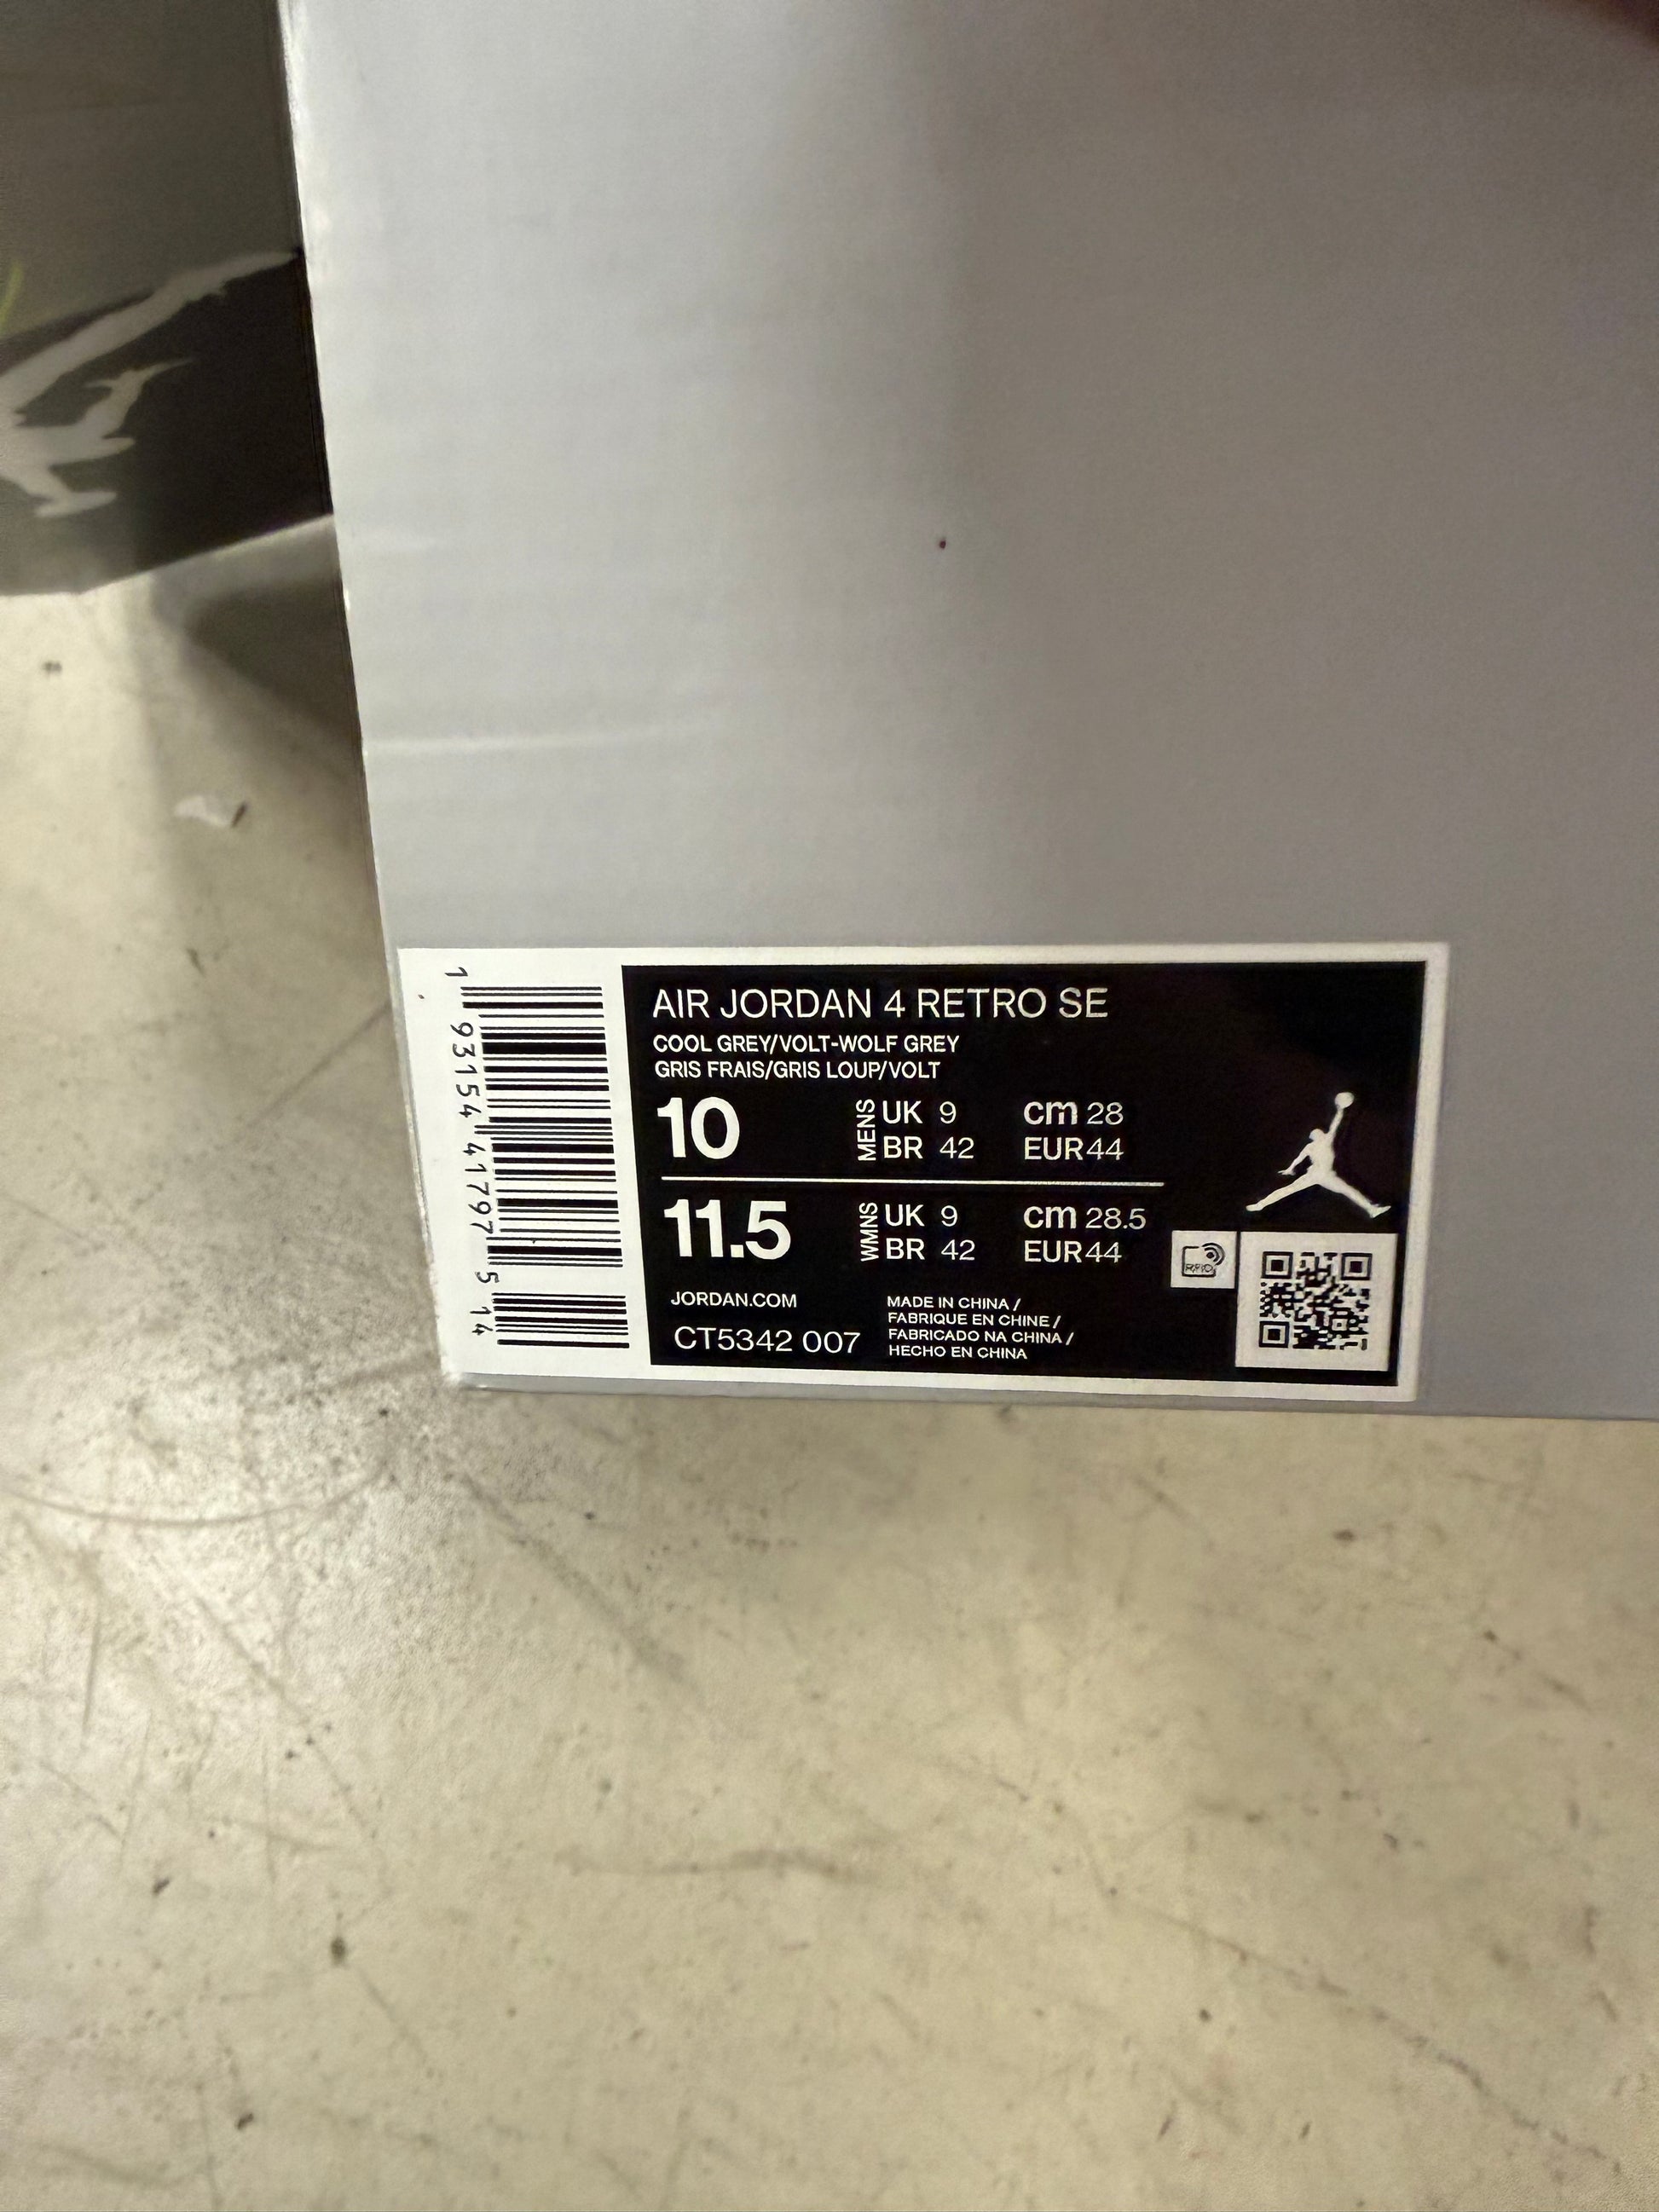 AIR JORDAN 4 RETRO SE
COOL GREY/VOLT-WOLF GREY
GRIS FRAIS/GRIS LOUP/VOLT
10 MENS UK 9 cm 28
BR 42 EUR 44
11.5 WMNS UK 9 cm 28.5
BR 42 EUR 44
JORDAN.COM
CT5342 007
MADE IN CHINA /
FABRIQUE EN CHINE /
FABRICADO NA CHINA /
HECHO EN CHINA
RFID
1 93154 41797 5 14